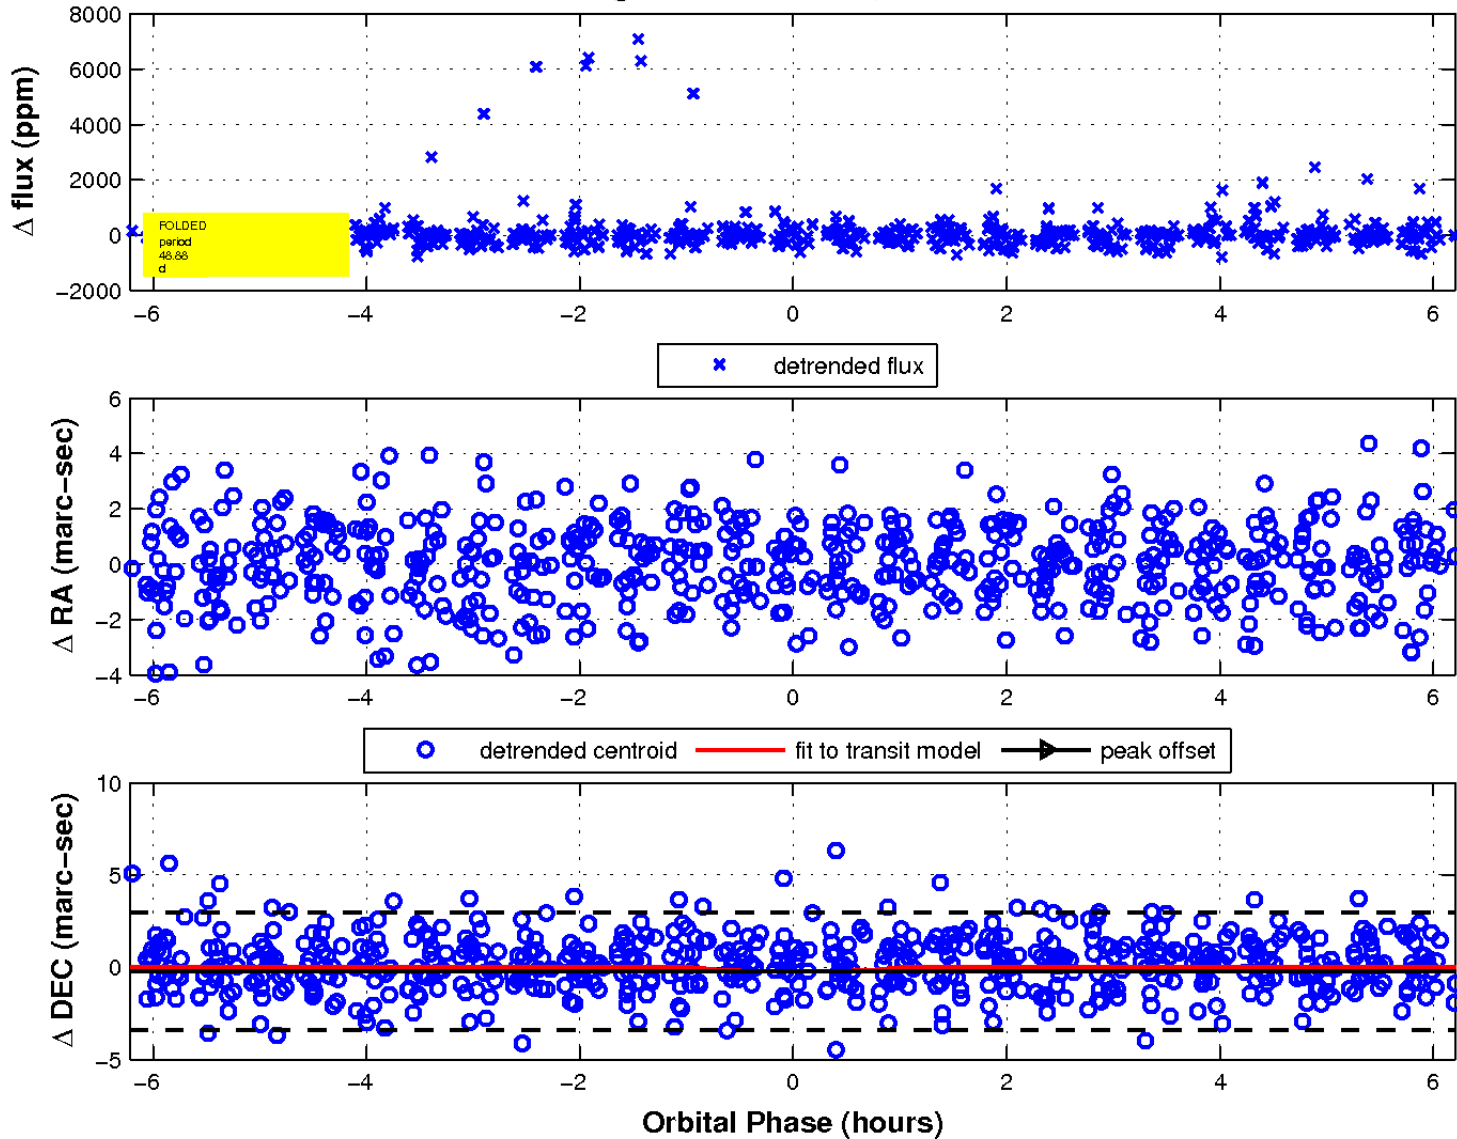 8000
6000
4000
2000
0
−2000
Δ flux (ppm)
FOLDED
period
48.88
d
−6 −4 −2 0 2 4 6
detrended flux
6
4
2
0
−2
−4
Δ RA (marc−sec)
−6 −4 −2 0 2 4 6
detrended centroid fit to transit model peak offset
10
5
0
−5
Δ DEC (marc−sec)
−6 −4 −2 0 2 4 6
Orbital Phase (hours)